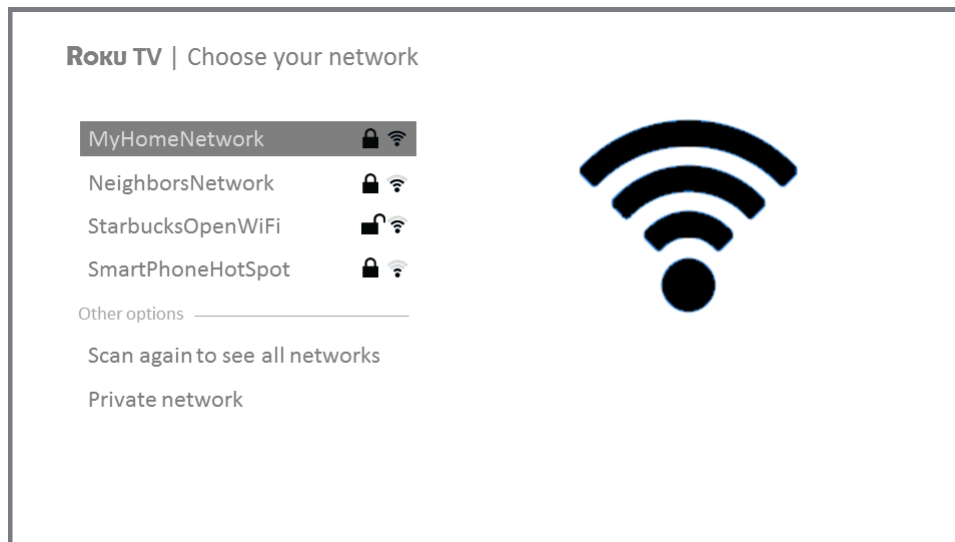 Roku TV | Choose your network
MyHomeNetwork
NeighborsNetwork
StarbucksOpenWiFi
SmartPhoneHotSpot
Other options
Scan again to see all networks
Private network